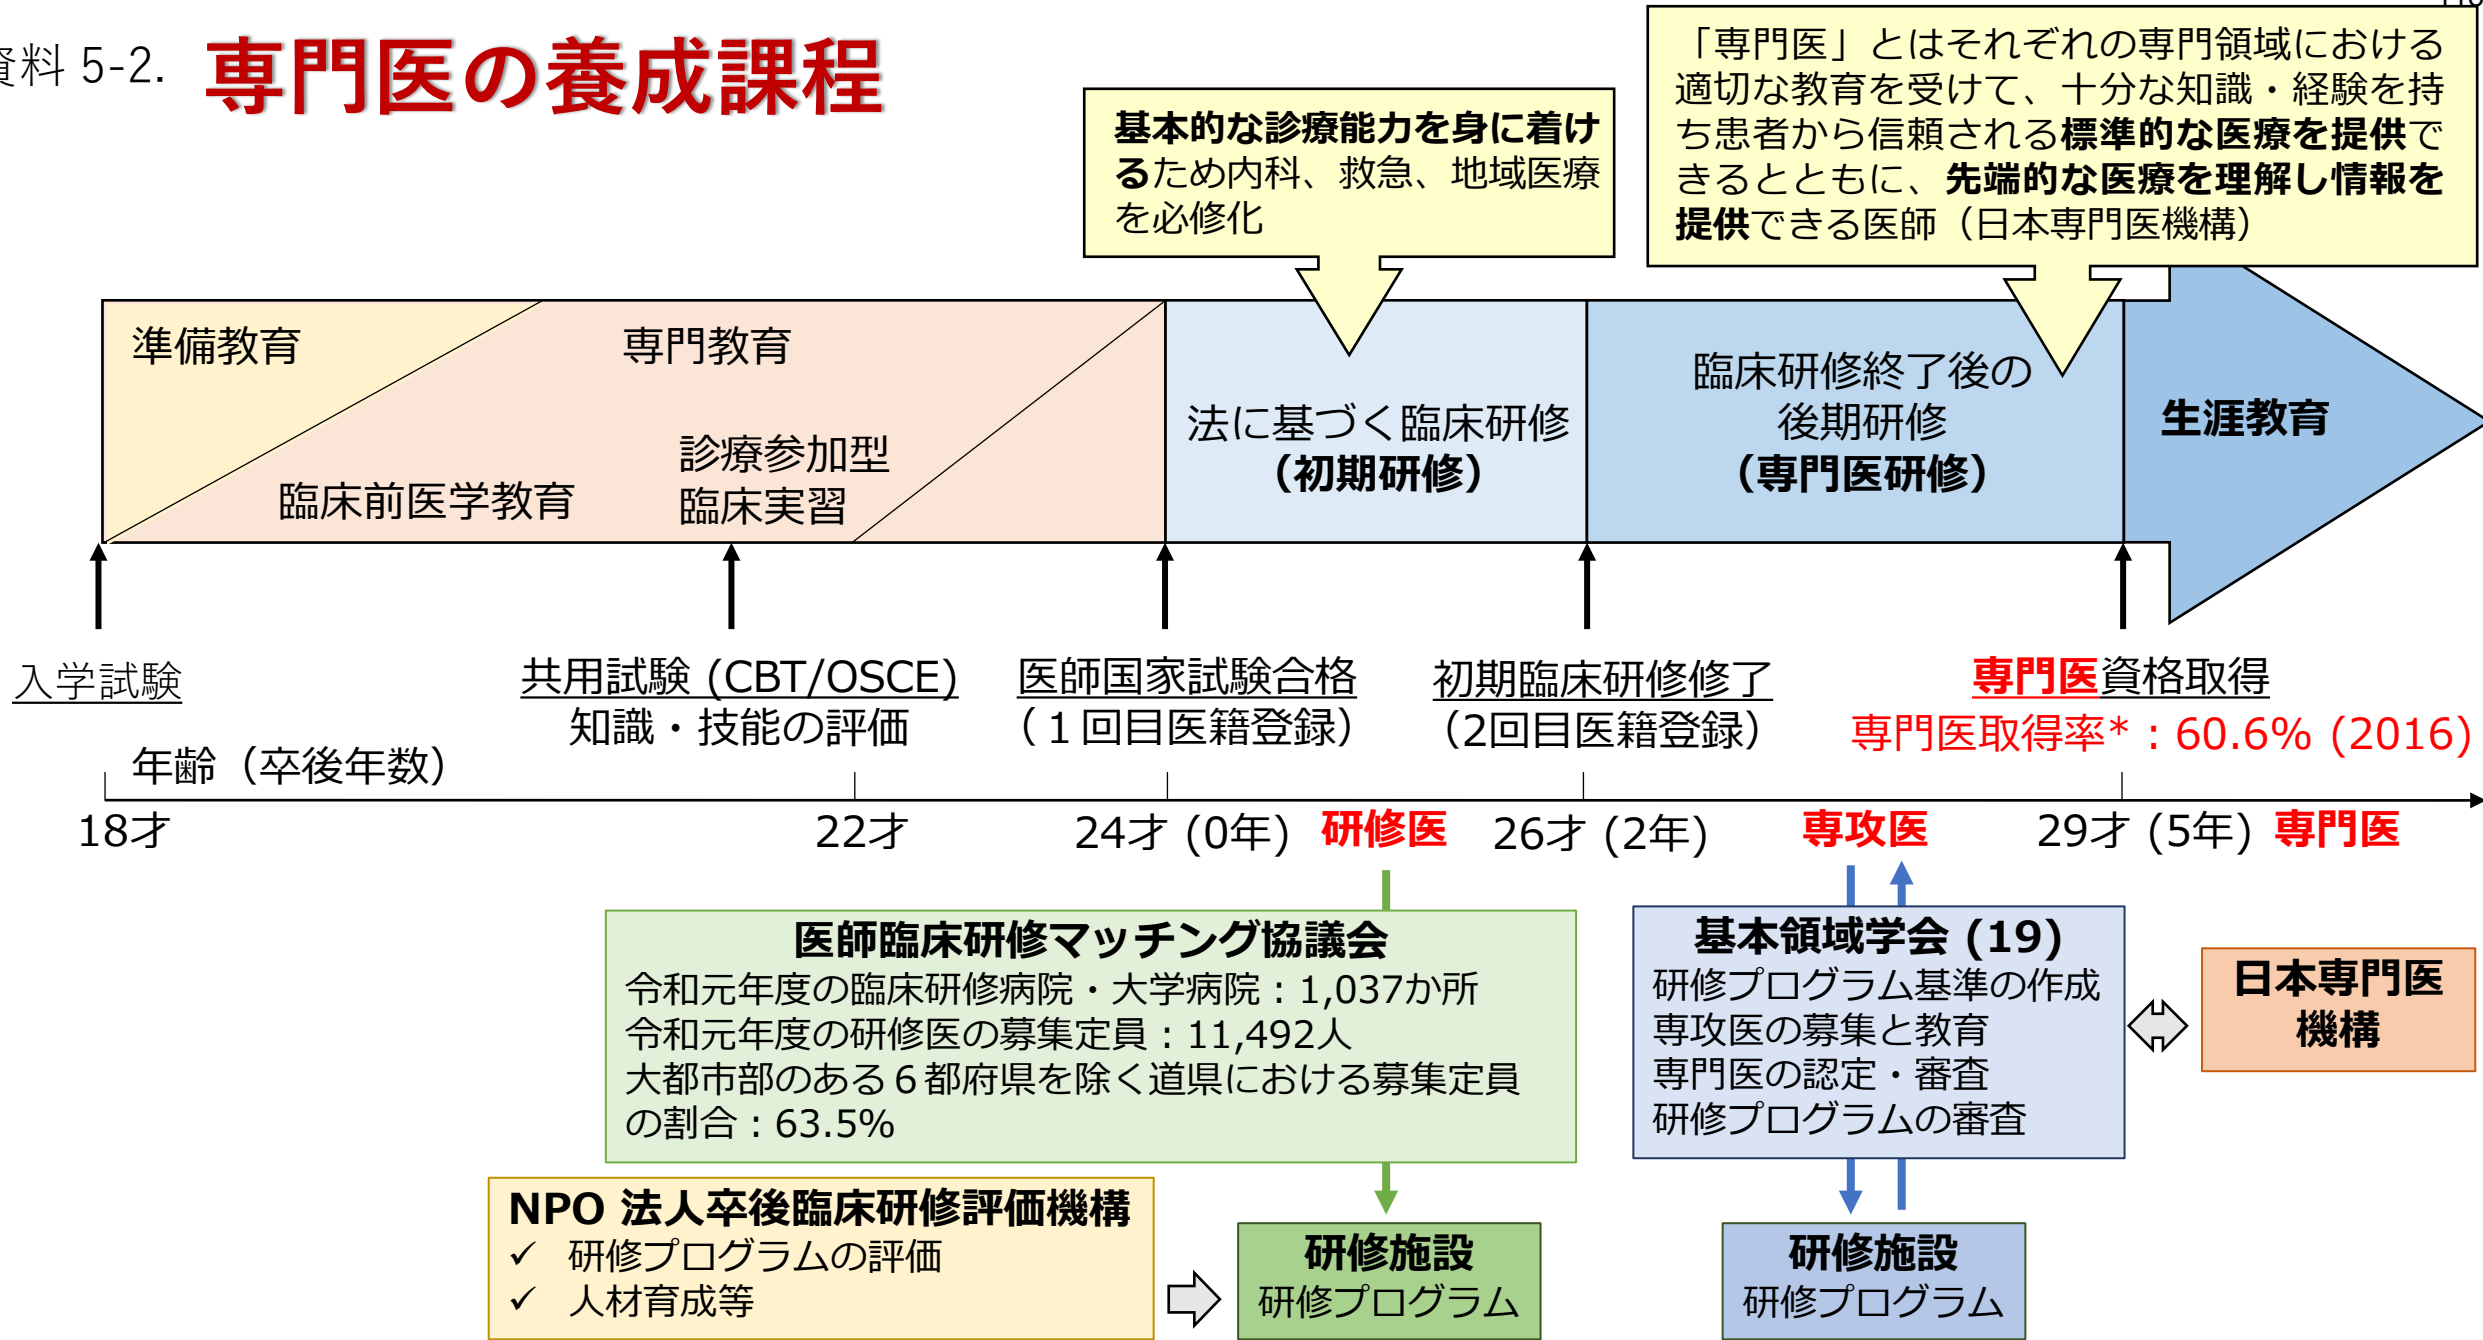 資料 5-2.
専門医の養成課程
基本的な診療能力を身に着け
るため内科、救急、地域医療
を必修化
「専門医」とはそれぞれの専門領域における
適切な教育を受けて、十分な知識・経験を持
ち患者から信頼される標準的な医療を提供で
きるとともに、先端的な医療を理解し情報を
提供できる医師（日本専門医機構）
準備教育
専門教育
臨床前医学教育
診療参加型
臨床実習
法に基づく臨床研修
（初期研修）
臨床研修終了後の
後期研修
（専門医研修）
生涯教育
入学試験
共用試験 (CBT/OSCE)
知識・技能の評価
医師国家試験合格
（１回目医籍登録）
初期臨床研修修了
（2回目医籍登録）
専門医資格取得
専門医取得率*：60.6% (2016)
年齢（卒後年数）
18才
22才
24才 (0年)
研修医
26才 (2年)
専攻医
29才 (5年)
専門医
医師臨床研修マッチング協議会
令和元年度の臨床研修病院・大学病院：1,037か所
令和元年度の研修医の募集定員：11,492人
大都市部のある６都府県を除く道県における募集定員
の割合：63.5%
基本領域学会 (19)
研修プログラム基準の作成
専攻医の募集と教育
専門医の認定・審査
研修プログラムの審査
日本専門医
機構
NPO 法人卒後臨床研修評価機構
✓ 研修プログラムの評価
✓ 人材育成等
研修施設
研修プログラム
研修施設
研修プログラム